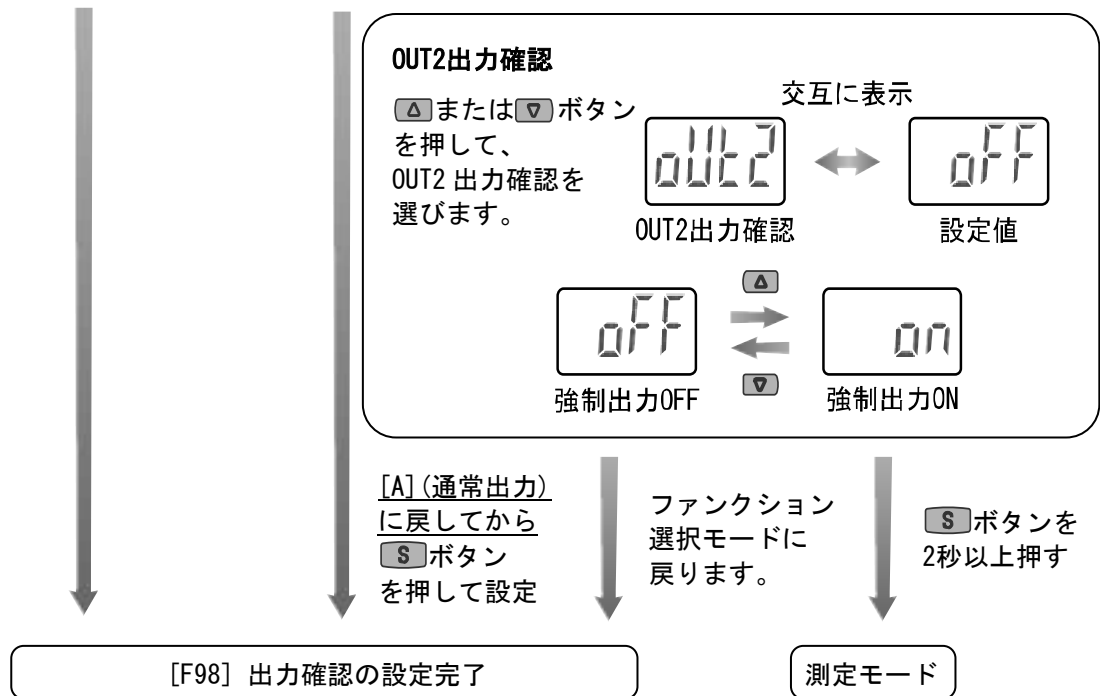 OUT2出力確認
△または▽ボタン
を押して、
OUT2 出力確認を
選びます。
交互に表示
oUt2
oFF
OUT2出力確認
設定値
△
oFF
on
▽
強制出力OFF
強制出力ON
[A](通常出力)
に戻してから
Sボタン
を押して設定
ファンクション
選択モードに
戻ります。
Sボタンを
2秒以上押す
[F98] 出力確認の設定完了
測定モード